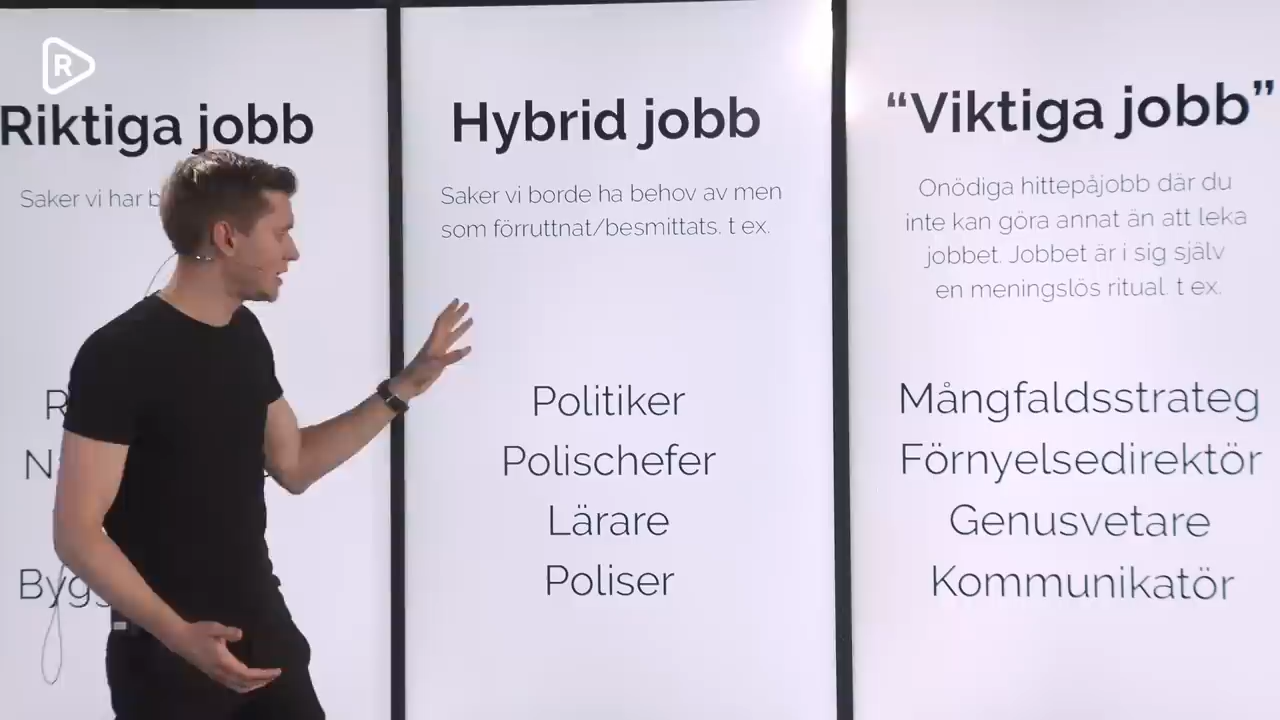 R
Riktiga jobb
Saker vi har
Hybrid jobb
Saker vi borde ha behov av men
som förruttnat/besmittats. t ex.
Politiker
Polischefer
Lärare
Poliser
“Viktiga jobb”
Onödiga hittepåjobb där du
inte kan göra annat än att leka
jobbet. Jobbet är i sig själv
en meningslös ritual. t ex.
Mångfaldsstrateg
Förnyelsedirektör
Genusvetare
Kommunikatör